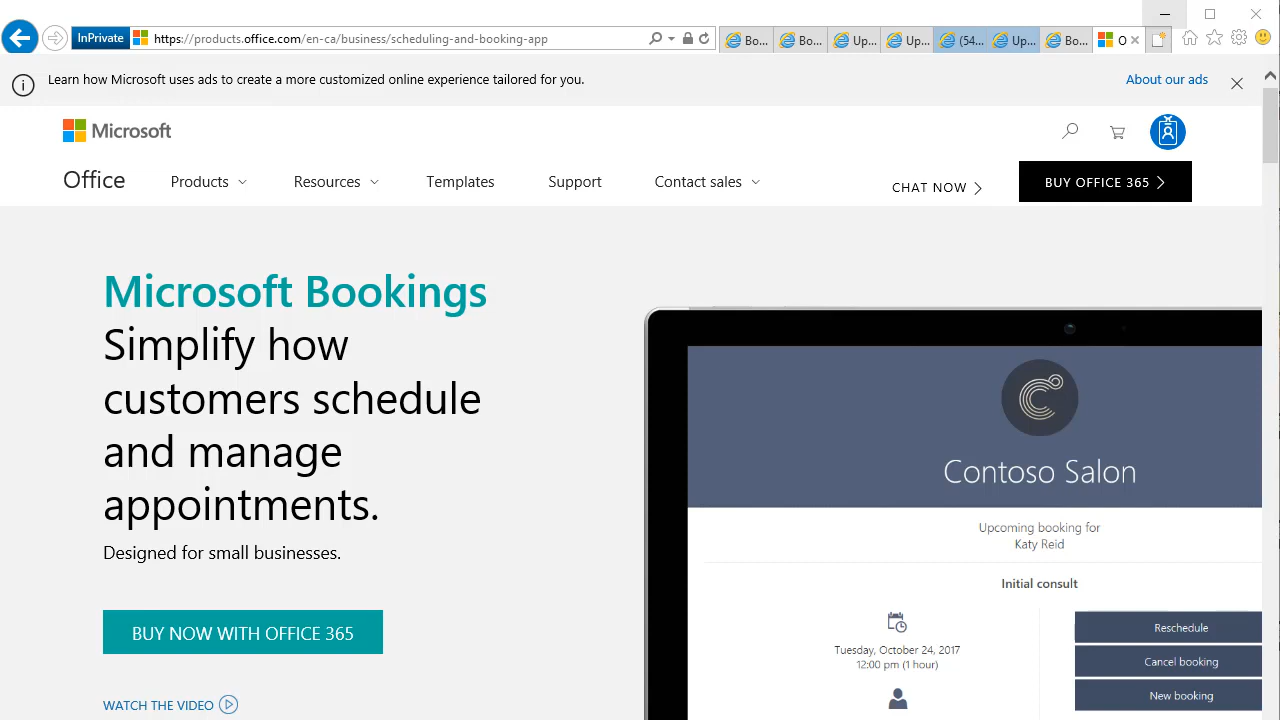 InPrivate
https://products.office.com/en-ca/business/scheduling-and-booking-app
Bo...
Bo...
Up...
Up...
(54...
Up...
Bo...
O
Learn how Microsoft uses ads to create a more customized online experience tailored for you.
About our ads
Microsoft
Office
Products
Resources
Templates
Support
Contact sales
CHAT NOW
BUY OFFICE 365
Microsoft Bookings
Simplify how
customers schedule
and manage
appointments.
Designed for small businesses.
BUY NOW WITH OFFICE 365
WATCH THE VIDEO
Contoso Salon
Upcoming booking for
Katy Reid
Initial consult
Tuesday, October 24, 2017
12:00 pm (1 hour)
Reschedule
Cancel booking
New booking